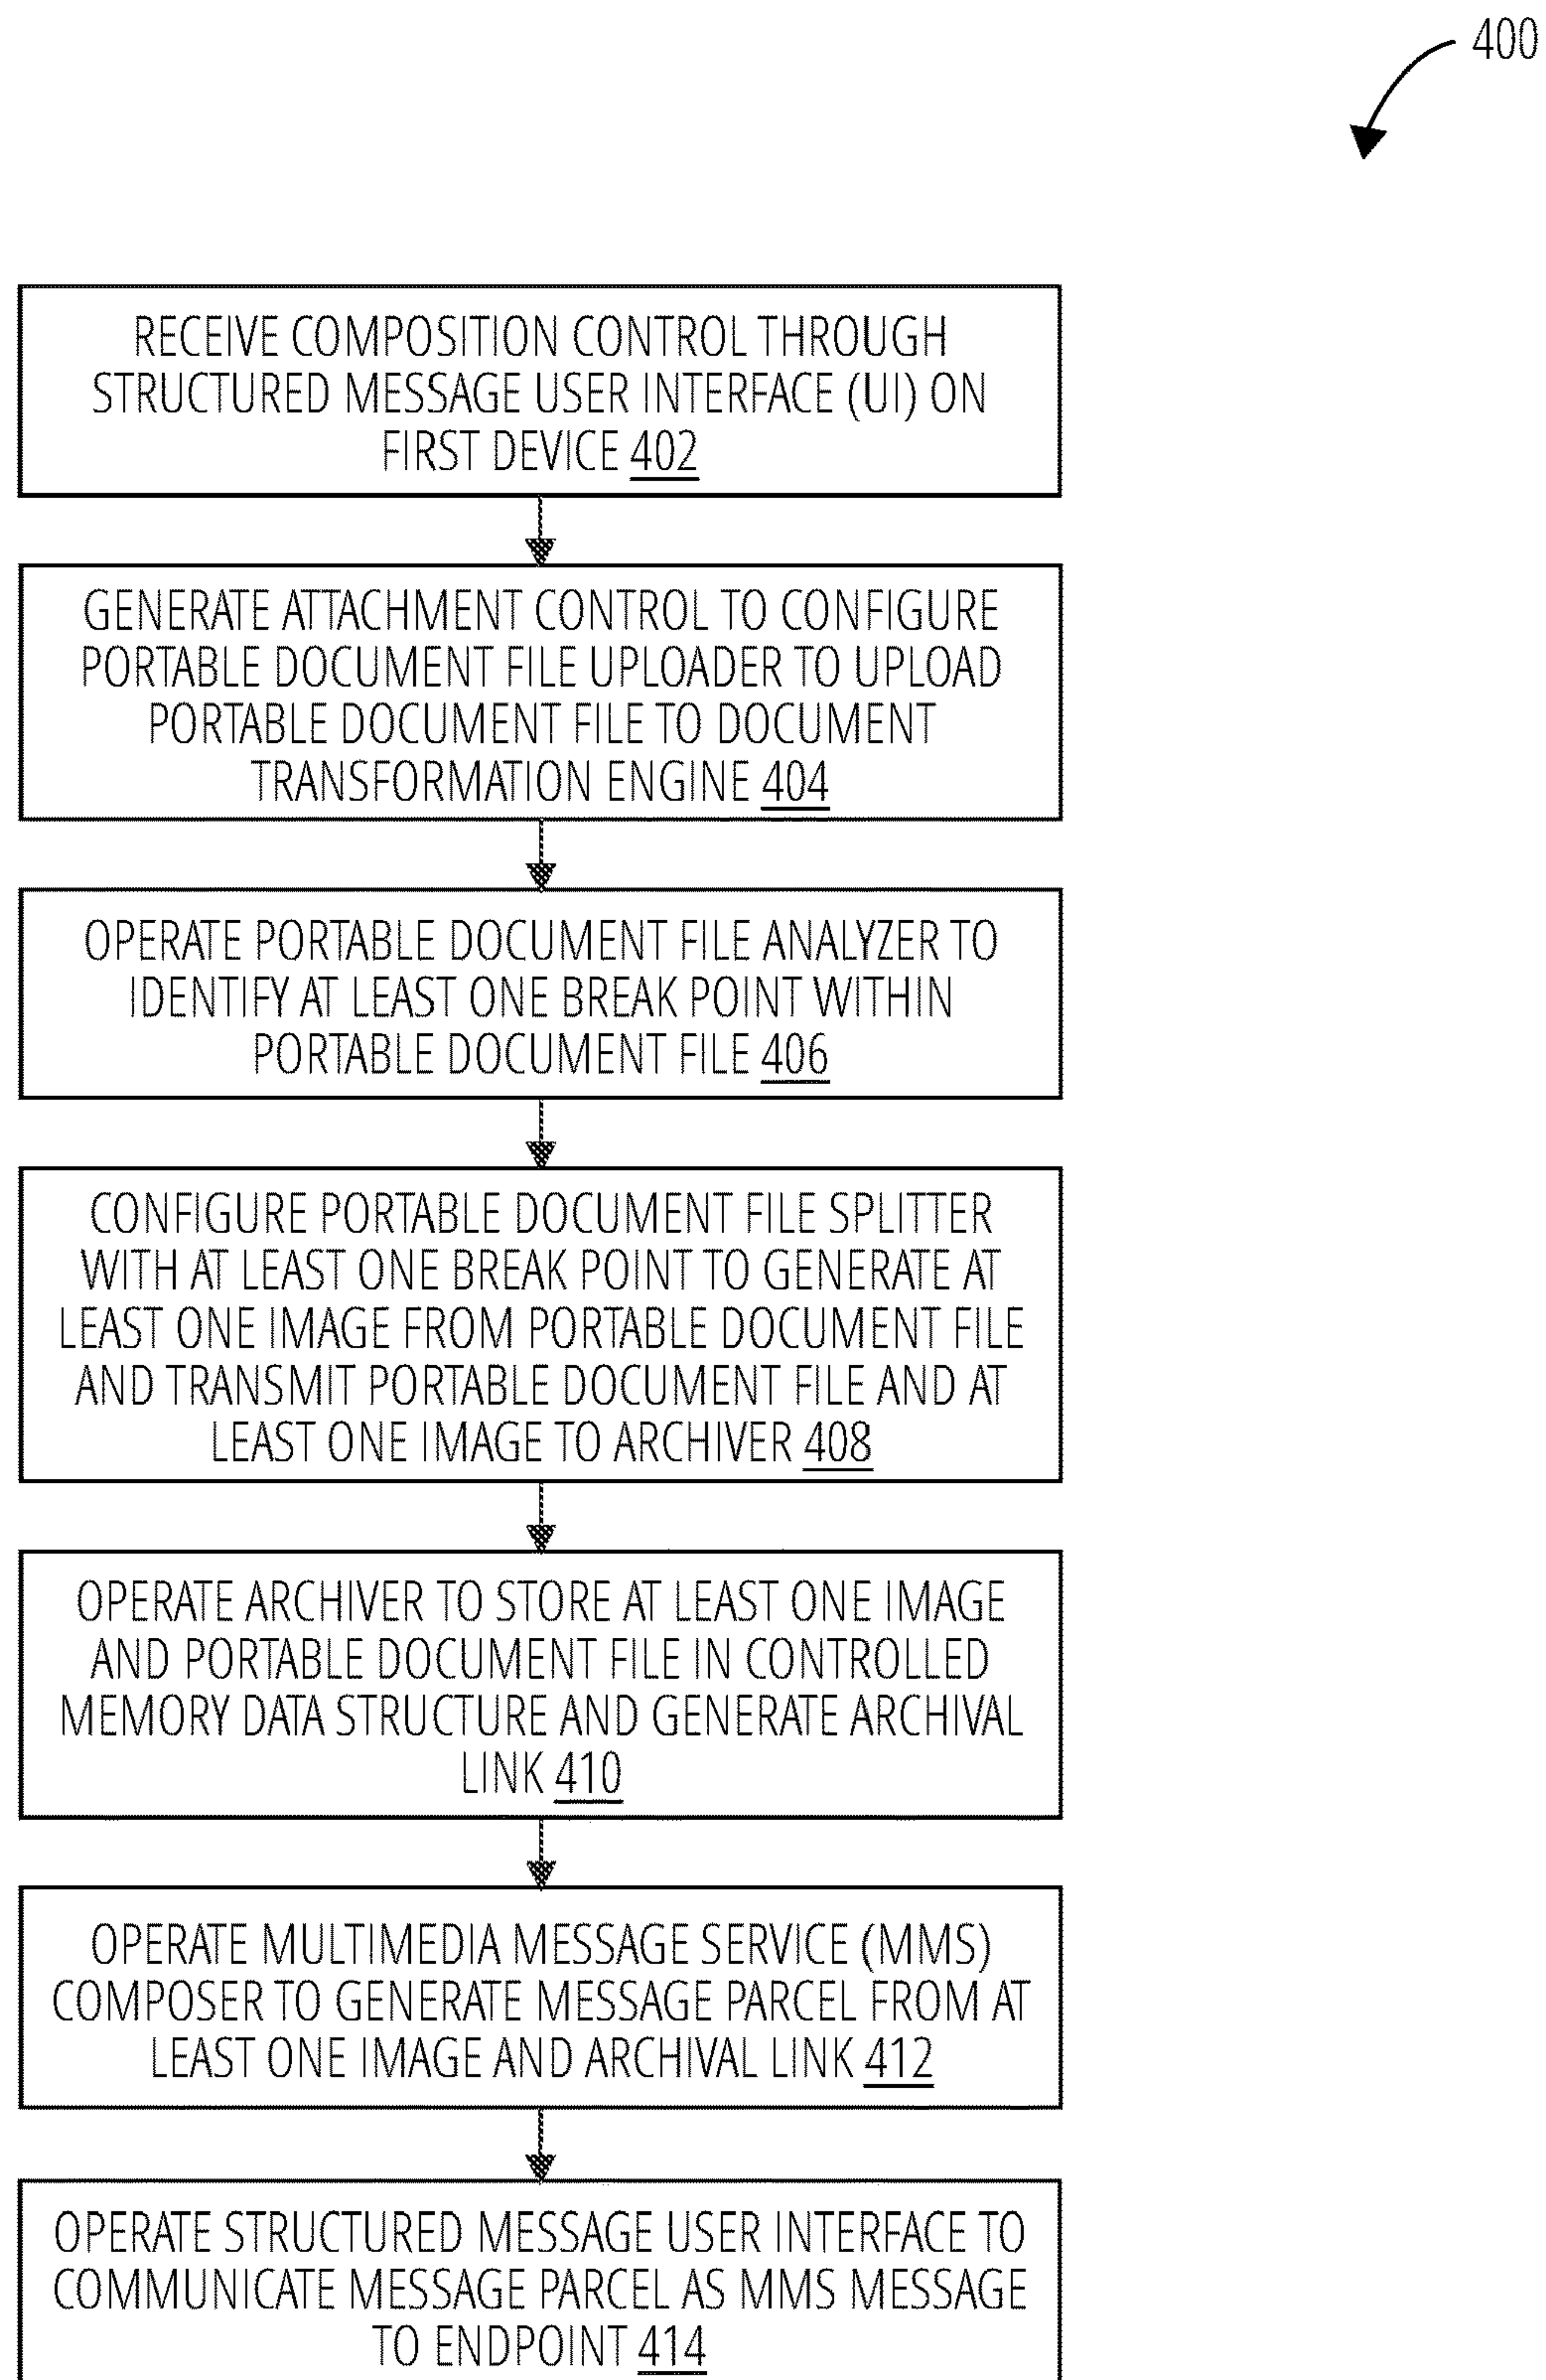 400
RECEIVE COMPOSITION CONTROL THROUGH
STRUCTURED MESSAGE USER INTERFACE (UI) ON
FIRST DEVICE 402
GENERATE ATTACHMENT CONTROL TO CONFIGURE
PORTABLE DOCUMENT FILE UPLOADER TO UPLOAD
PORTABLE DOCUMENT FILE TO DOCUMENT
TRANSFORMATION ENGINE 404
OPERATE PORTABLE DOCUMENT FILE ANALYZER TO
IDENTIFY AT LEAST ONE BREAK POINT WITHIN
PORTABLE DOCUMENT FILE 406
CONFIGURE PORTABLE DOCUMENT FILE SPLITTER
WITH AT LEAST ONE BREAK POINT TO GENERATE AT
LEAST ONE IMAGE FROM PORTABLE DOCUMENT FILE
AND TRANSMIT PORTABLE DOCUMENT FILE AND AT
LEAST ONE IMAGE TO ARCHIVER 408
OPERATE ARCHIVER TO STORE AT LEAST ONE IMAGE
AND PORTABLE DOCUMENT FILE IN CONTROLLED
MEMORY DATA STRUCTURE AND GENERATE ARCHIVAL
LINK 410
OPERATE MULTIMEDIA MESSAGE SERVICE (MMS)
COMPOSER TO GENERATE MESSAGE PARCEL FROM AT
LEAST ONE IMAGE AND ARCHIVAL LINK 412
OPERATE STRUCTURED MESSAGE USER INTERFACE TO
COMMUNICATE MESSAGE PARCEL AS MMS MESSAGE
TO ENDPOINT 414